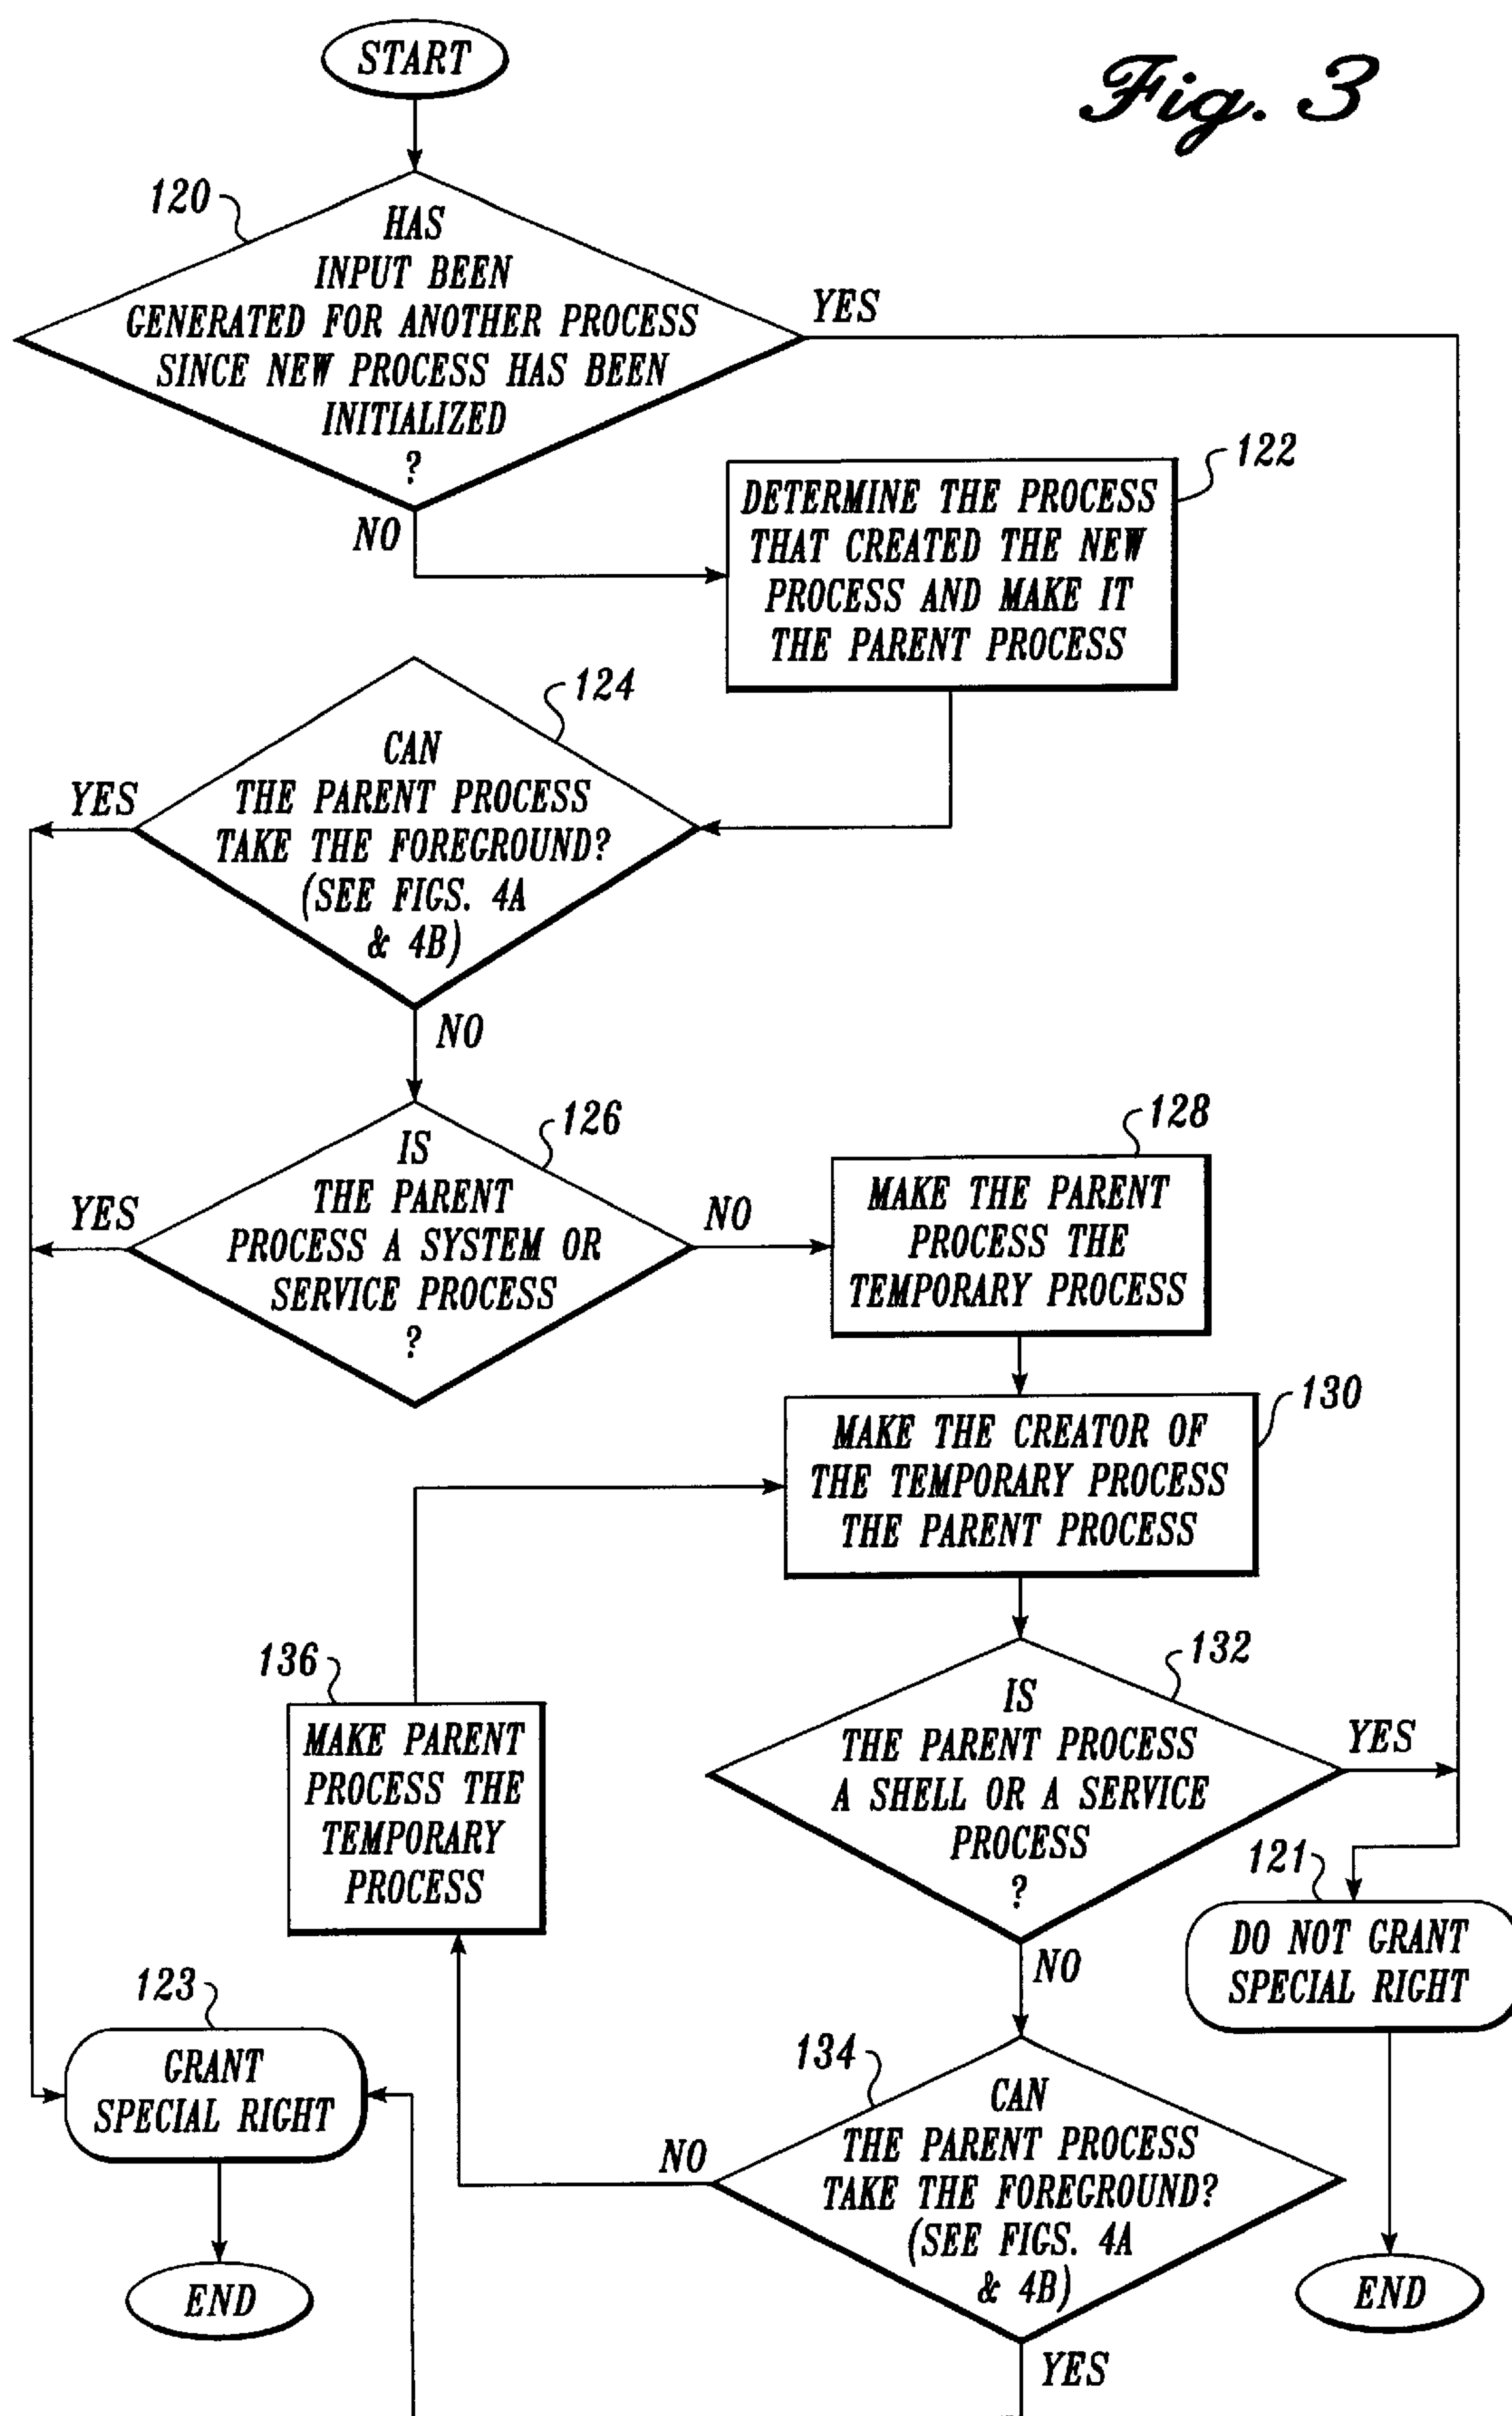 START
Fig. 3
120
HAS
INPUT BEEN
GENERATED FOR ANOTHER PROCESS
SINCE NEW PROCESS HAS BEEN
INITIALIZED
?
YES
NO
122
DETERMINE THE PROCESS
THAT CREATED THE NEW
PROCESS AND MAKE IT
THE PARENT PROCESS
124
CAN
THE PARENT PROCESS
TAKE THE FOREGROUND?
(SEE FIGS. 4A
& 4B)
YES
NO
126
IS
THE PARENT
PROCESS A SYSTEM OR
SERVICE PROCESS
?
YES
NO
128
MAKE THE PARENT
PROCESS THE
TEMPORARY PROCESS
130
MAKE THE CREATOR OF
THE TEMPORARY PROCESS
THE PARENT PROCESS
132
IS
THE PARENT PROCESS
A SHELL OR A SERVICE
PROCESS
?
YES
NO
136
MAKE PARENT
PROCESS THE
TEMPORARY
PROCESS
121
DO NOT GRANT
SPECIAL RIGHT
END
134
CAN
THE PARENT PROCESS
TAKE THE FOREGROUND?
(SEE FIGS. 4A
& 4B)
NO
YES
123
GRANT
SPECIAL RIGHT
END